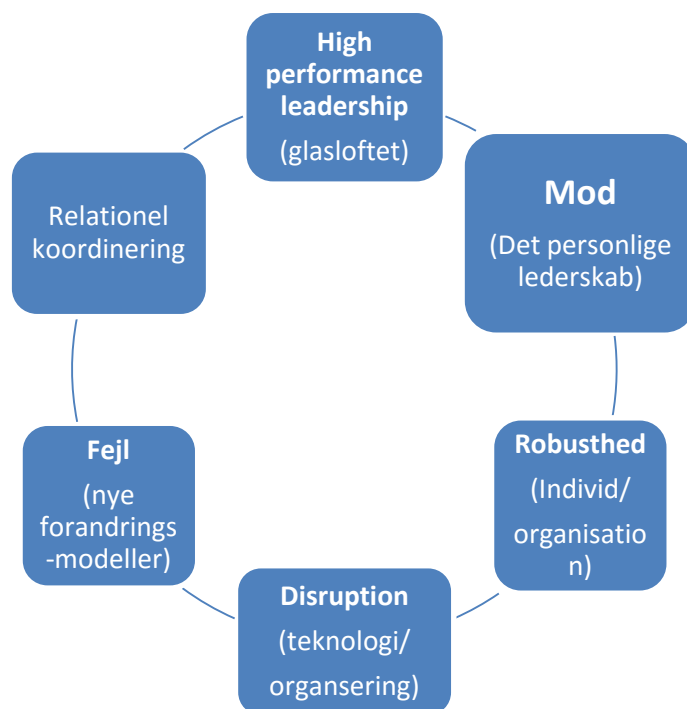 High
performance
leadership
(glasloftet)
Mod
(Det personlige
lederskab)
Robusthed
(Individ/
organisatio
n)
Disruption
(teknologi/
organsering)
Fejl
(nye
forandrings
-modeller)
Relationel
koordinering